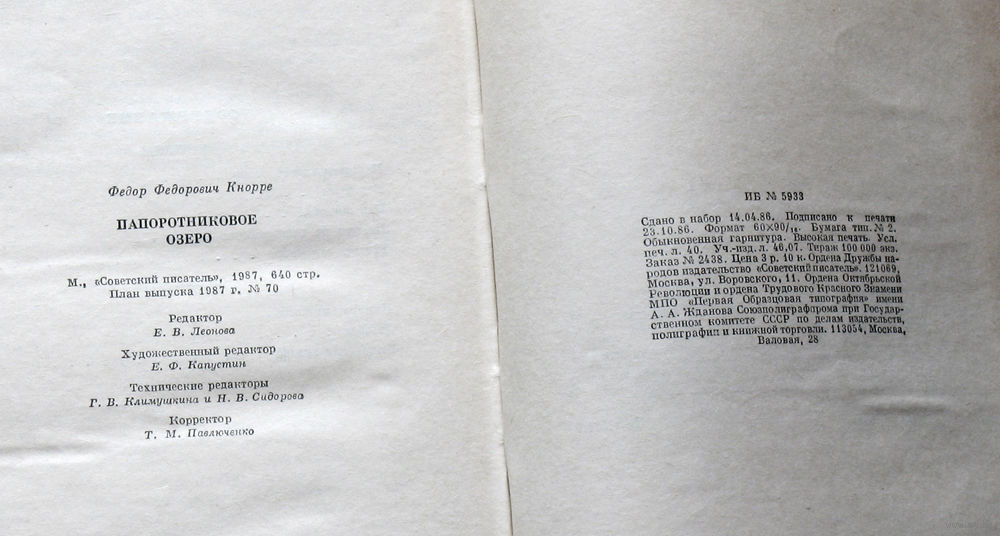 Федор Федорович Кнорре
ПАПОРОТНИКОВОЕ
ОЗЕРО
М., «Советский писатель», 1987, 640 стр.
План выпуска 1987 г. № 70
Редактор
Е. В. Леонова
Художественный редактор
Е. Ф. Капустин
Технические редакторы
Г. В. Климушкина и Н. В. Сидорова
Корректор
Т. М. Павлюченко
ИБ № 5933
Сдано в набор 14.04.86. Подписано к печати
23.10.86. Формат 60×90/16. Бумага тип. № 2.
Обыкновенная гарнитура. Высокая печать. Усл.
печ. л. 40. Уч.-изд. л. 46,07. Тираж 100 000 экз.
Заказ № 2438. Цена 3 р. 10 к. Ордена Дружбы на-
родов издательство «Советский писатель». 121069,
Москва, ул. Воровского, 11. Ордена Октябрьской
Революции и ордена Трудового Красного Знамени
МПО «Первая Образцовая типография» имени
А. А. Жданова Союзполиграфпрома при Государ-
ственном комитете СССР по делам издательств,
полиграфии и книжной торговли. 113054, Москва,
Валовая, 28